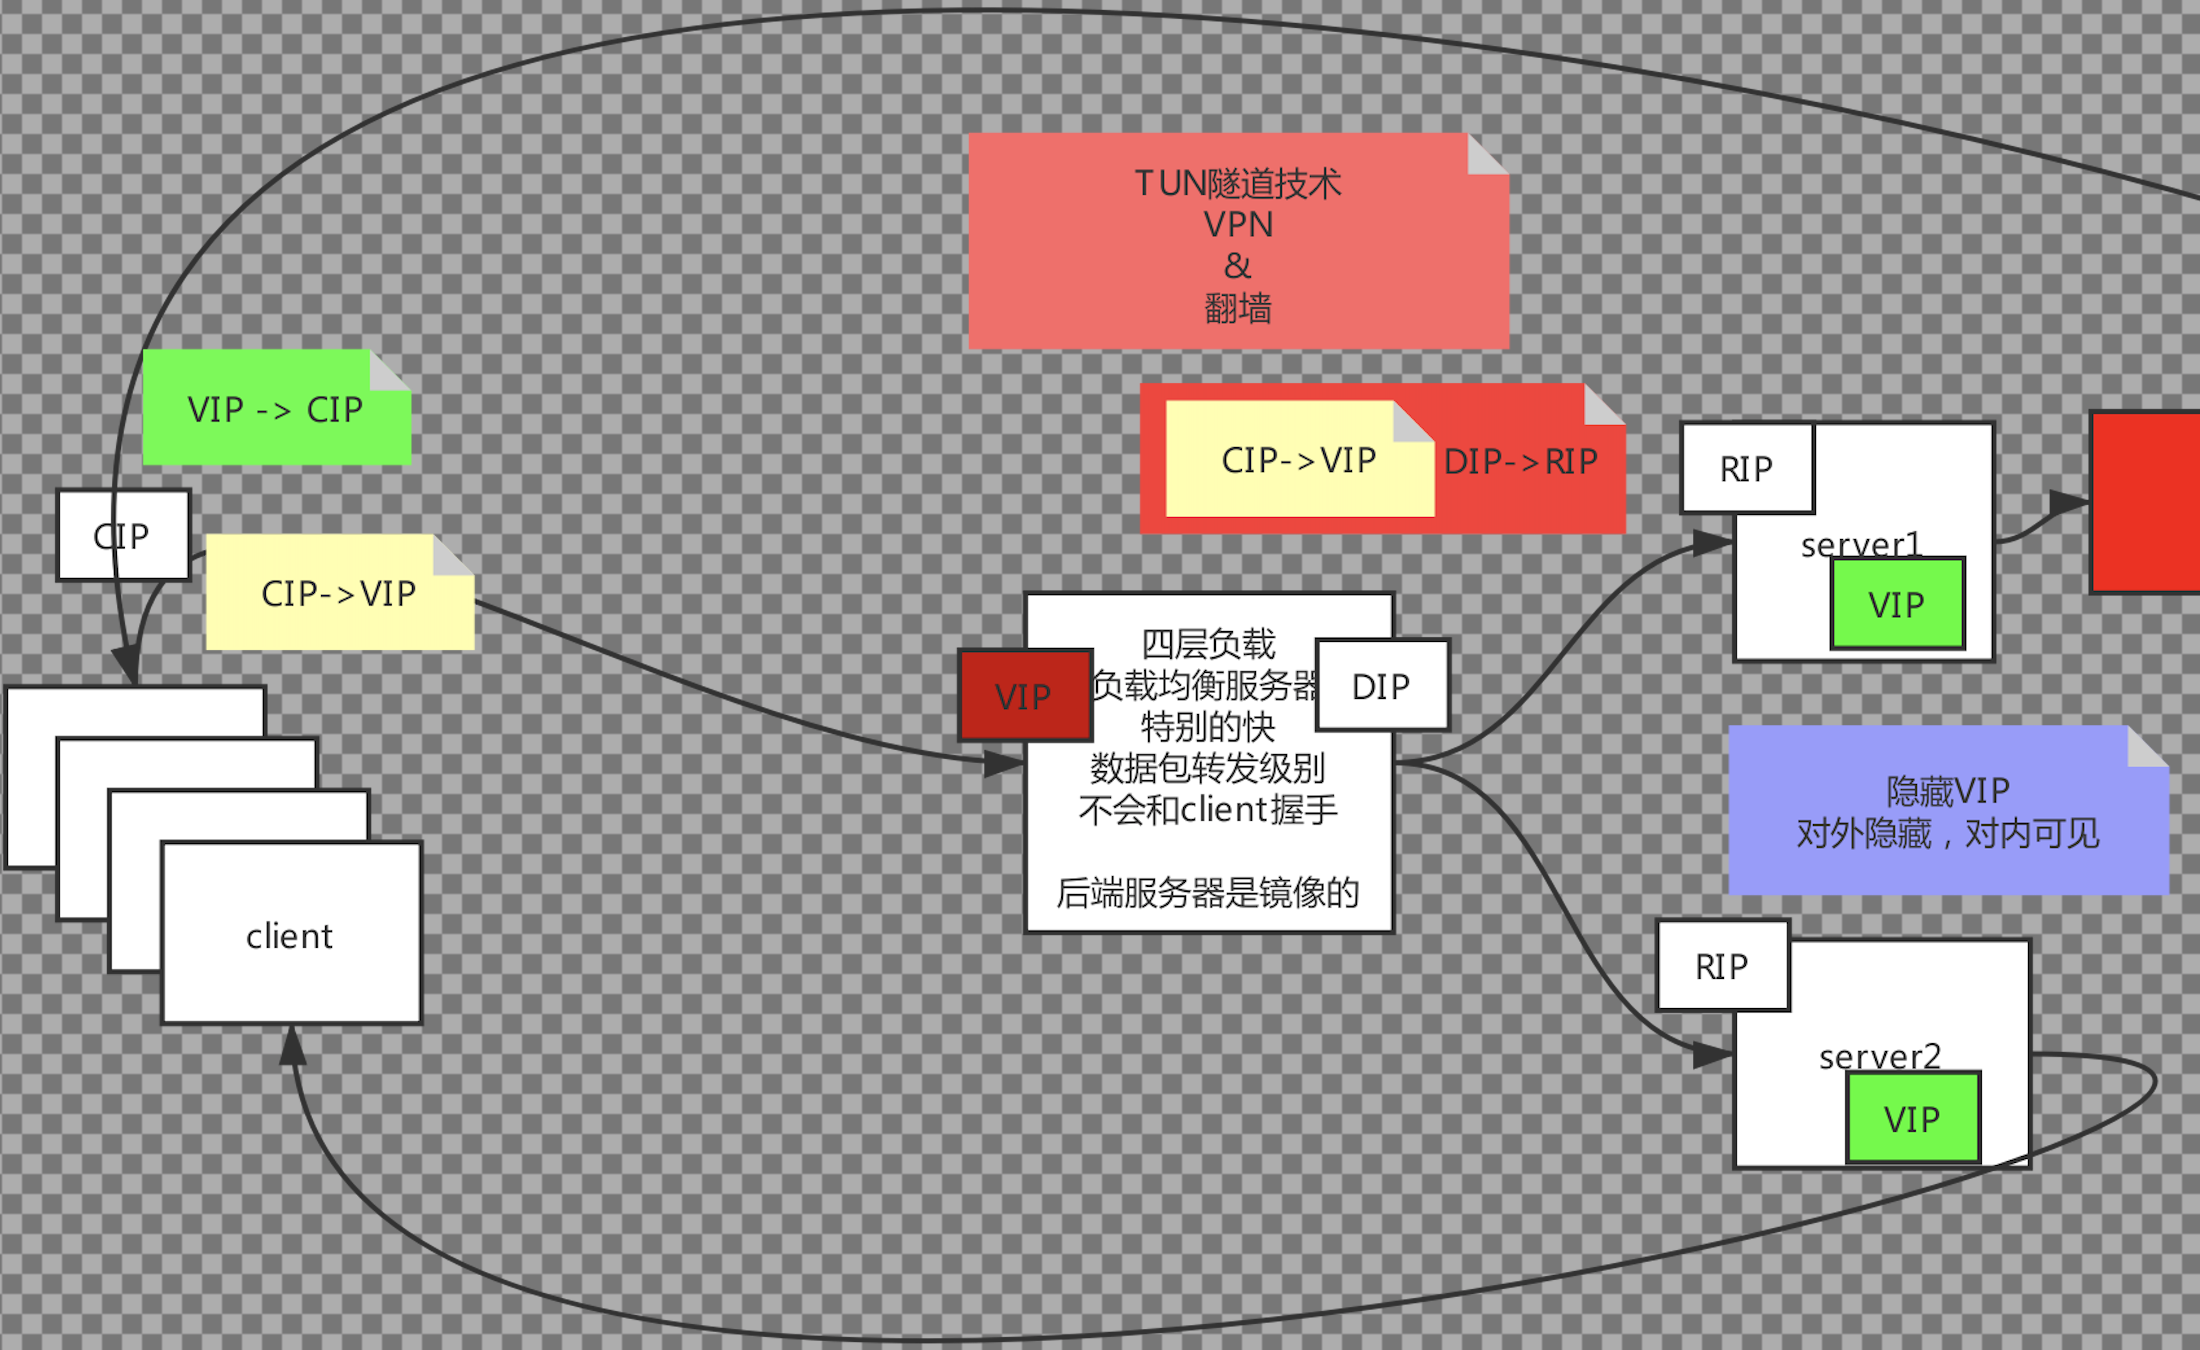 TUN隧道技术
VPN
&
翻墙
VIP -> CIP
CIP->VIP
DIP->RIP
CIP
CIP->VIP
RIP
server1
VIP
VIP
四层负载
负载均衡服务器
特别的快
数据包转发级别
不会和client握手
后端服务器是镜像的
DIP
隐藏VIP
对外隐藏，对内可见
client
RIP
server2
VIP